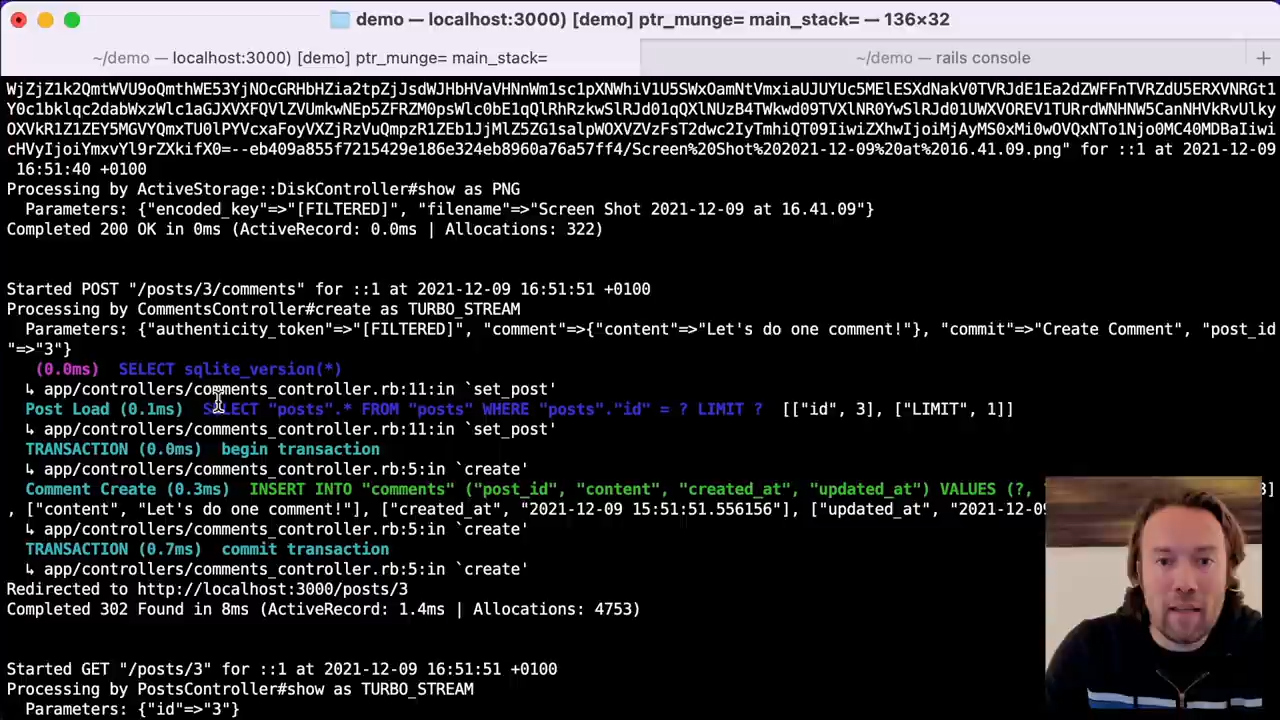 demo — localhost:3000) [demo] ptr_munge= main_stack= — 136×32
~/demo — localhost:3000) [demo] ptr_munge= main_stack=
~/demo — rails console
16:51:40 +0100
cHVyIjoiYmxvYl9rZXkifX0=--eb409a855f7215429e186e324eb8960a76a57ff4/Screen%20Shot%202021-12-09%20at%2016.41.09.png" for ::1 at 2021-12-09
Processing by ActiveStorage::DiskController#show as PNG
Parameters: {"encoded_key"=>"[FILTERED]", "filename"=>"Screen Shot 2021-12-09 at 16.41.09"}
Completed 200 OK in 0ms (ActiveRecord: 0.0ms | Allocations: 322)
Started POST "/posts/3/comments" for ::1 at 2021-12-09 16:51:51 +0100
Processing by CommentsController#create as TURBO_STREAM
Parameters: {"authenticity_token"=>"[FILTERED]", "comment"=>{"content"=>"Let's do one comment!"}, "commit"=>"Create Comment", "post_id
"=>"3"}
(0.0ms) SELECT sqlite_version(*)
↳ app/controllers/comments_controller.rb:11:in `set_post'
Post Load (0.1ms) SELECT "posts".* FROM "posts" WHERE "posts"."id" = ? LIMIT ? [["id", 3], ["LIMIT", 1]]
↳ app/controllers/comments_controller.rb:11:in `set_post'
TRANSACTION (0.0ms) begin transaction
↳ app/controllers/comments_controller.rb:5:in `create'
Comment Create (0.3ms) INSERT INTO "comments" ("post_id", "content", "created_at", "updated_at") VALUES (?, 3]
, ["content", "Let's do one comment!"], ["created_at", "2021-12-09 15:51:51.556156"], ["updated_at", "2021-12-09
↳ app/controllers/comments_controller.rb:5:in `create'
TRANSACTION (0.7ms) commit transaction
↳ app/controllers/comments_controller.rb:5:in `create'
Redirected to http://localhost:3000/posts/3
Completed 302 Found in 8ms (ActiveRecord: 1.4ms | Allocations: 4753)
Started GET "/posts/3" for ::1 at 2021-12-09 16:51:51 +0100
Processing by PostsController#show as TURBO_STREAM
Parameters: {"id"=>"3"}